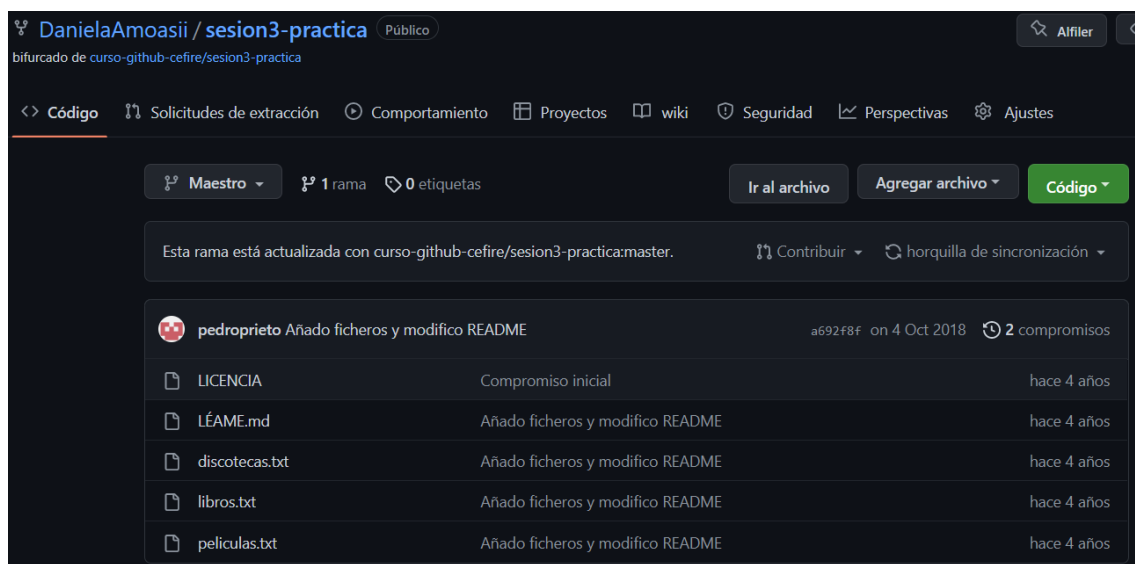 DanielaAmoasii / sesion3-practica Público Alfiler
bifurcado de curso-github-cefire/sesion3-practica
Código Solicitudes de extracción Comportamiento Proyectos wiki Seguridad Perspectivas Ajustes
Maestro 1 rama 0 etiquetas Ir al archivo Agregar archivo Código
Esta rama está actualizada con curso-github-cefire/sesion3-practica:master. Contribuir horquilla de sincronización
pedroprieto Añado ficheros y modifico README a692f8f on 4 Oct 2018 2 compromisos
LICENCIA Compromiso inicial hace 4 años
LÉAME.md Añado ficheros y modifico README hace 4 años
discotecas.txt Añado ficheros y modifico README hace 4 años
libros.txt Añado ficheros y modifico README hace 4 años
peliculas.txt Añado ficheros y modifico README hace 4 años